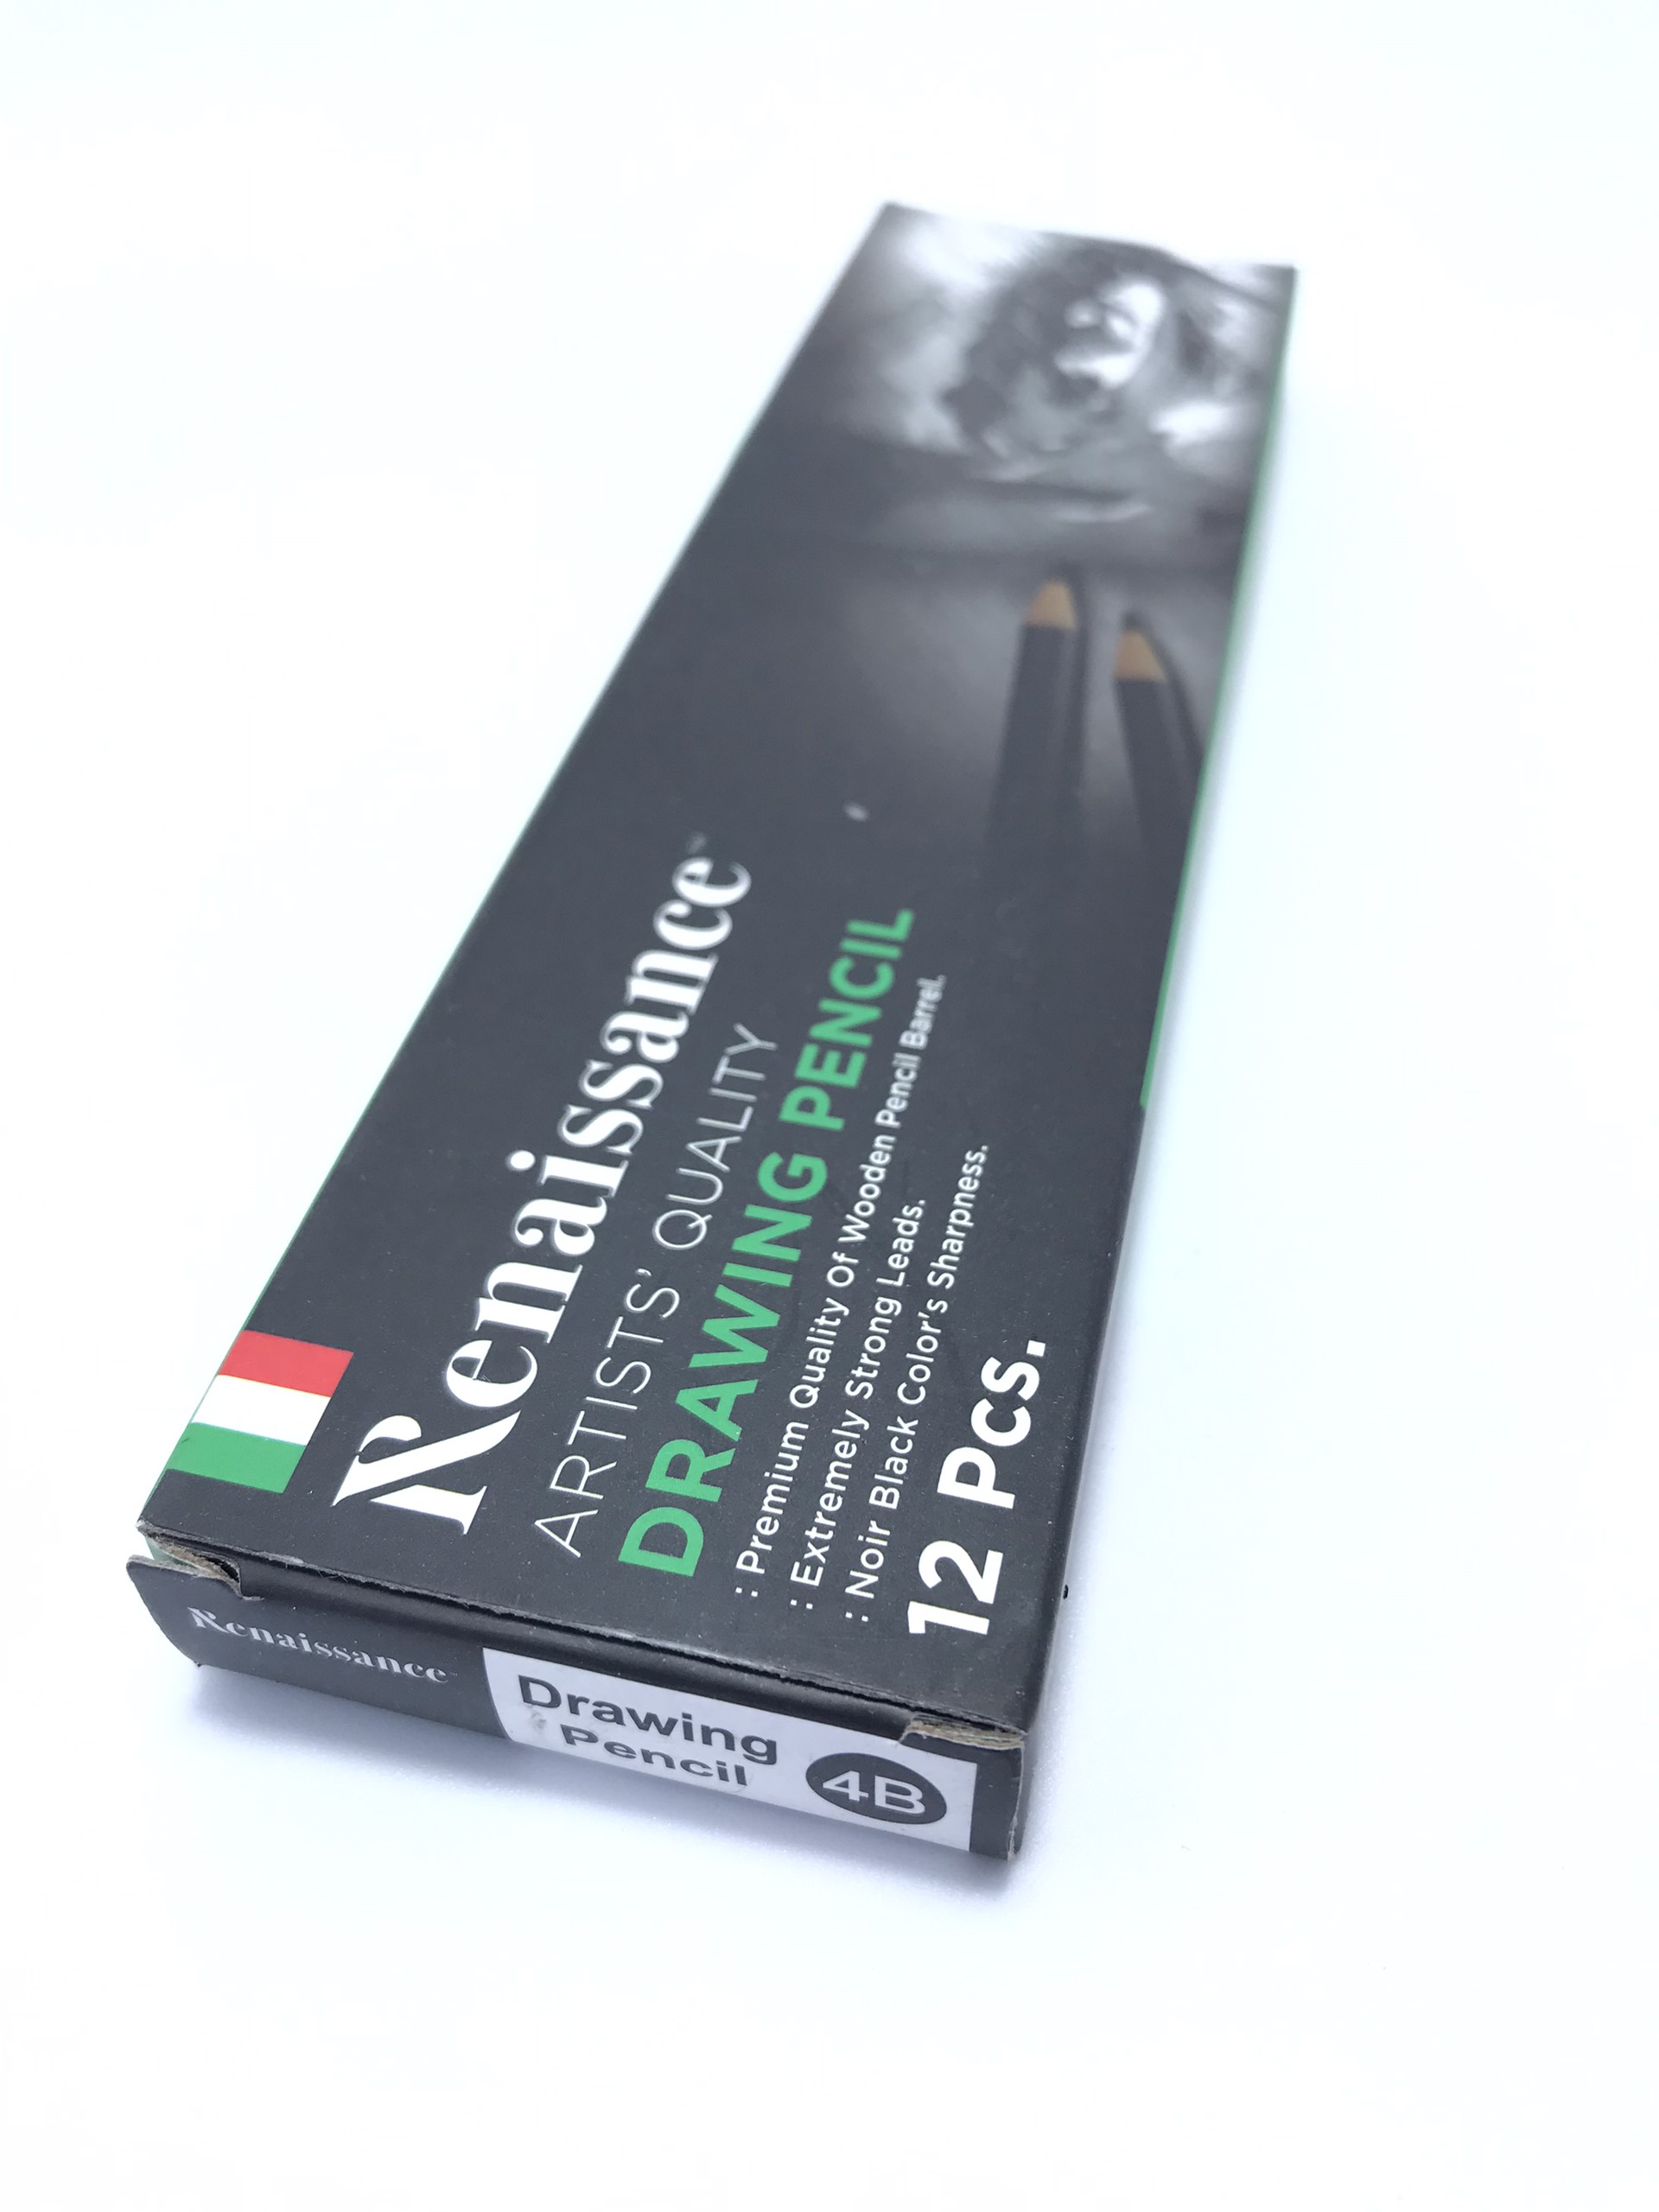 Renaissance™
ARTISTS' QUALITY
DRAWING PENCIL
: Premium Quality Of Wooden Pencil Barrel.
: Extremely Strong Leads.
: Noir Black Color's Sharpness.
12 Pcs.
Renaissance
Drawing
Pencil
4B